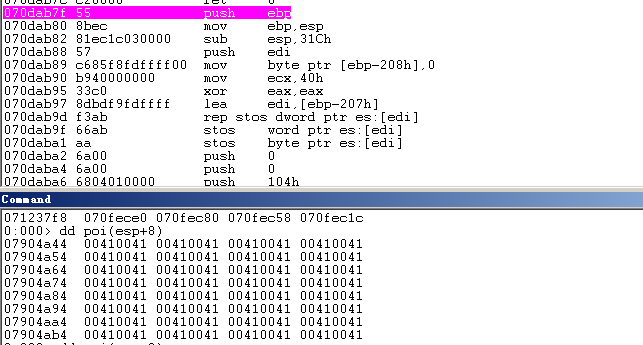 070dab7c c20800 ret 8
070dab7f 55 push ebp
070dab80 8bec mov ebp,esp
070dab82 81ec1c030000 sub esp,31Ch
070dab88 57 push edi
070dab89 c685f8fdffff00 mov byte ptr [ebp-208h],0
070dab90 b940000000 mov ecx,40h
070dab95 33c0 xor eax,eax
070dab97 8dbdf9fdffff lea edi,[ebp-207h]
070dab9d f3ab rep stos dword ptr es:[edi]
070dab9f 66ab stos word ptr es:[edi]
070daba1 aa stos byte ptr es:[edi]
070daba2 6a00 push 0
070daba4 6a00 push 0
070daba6 6804010000 push 104h
Command
071237f8 070fece0 070fec80 070fec58 070fec1c
0:000> dd poi(esp+8)
07904a44 00410041 00410041 00410041 00410041
07904a54 00410041 00410041 00410041 00410041
07904a64 00410041 00410041 00410041 00410041
07904a74 00410041 00410041 00410041 00410041
07904a84 00410041 00410041 00410041 00410041
07904a94 00410041 00410041 00410041 00410041
07904aa4 00410041 00410041 00410041 00410041
07904ab4 00410041 00410041 00410041 00410041